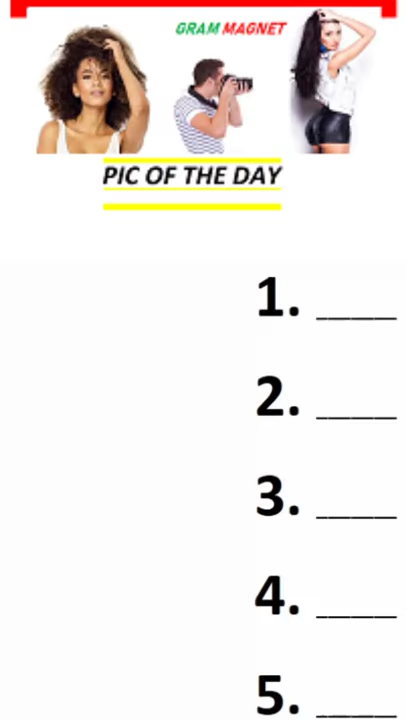 GRAM MAGNET
PIC OF THE DAY
1. ____
2. ____
3. ____
4. ____
5. ____